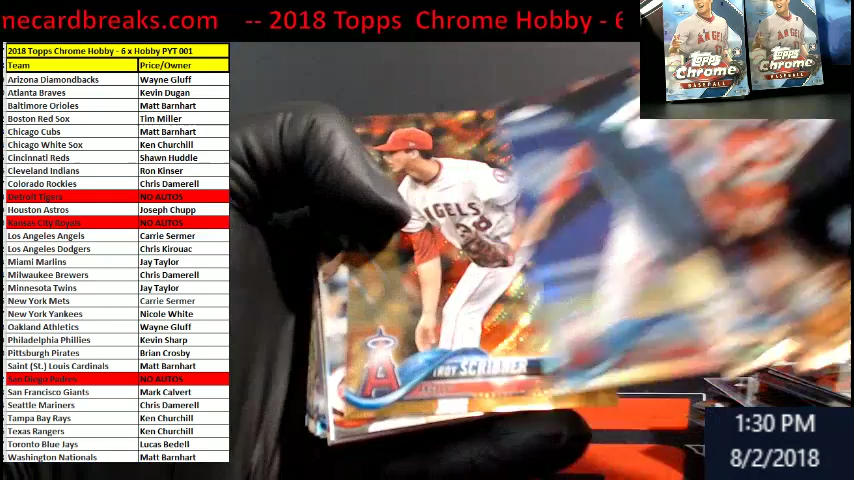 necardbreaks.com -- 2018 Topps Chrome Hobby - 6
2018 Topps Chrome Hobby - 6 x Hobby PYT 001
Team Price/Owner
Arizona Diamondbacks Wayne Gluff
Atlanta Braves Kevin Dugan
Baltimore Orioles Matt Barnhart
Boston Red Sox Tim Miller
Chicago Cubs Matt Barnhart
Chicago White Sox Ken Churchill
Cincinnati Reds Shawn Huddle
Cleveland Indians Ron Kinser
Colorado Rockies Chris Damerell
Detroit Tigers NO AUTOS
Houston Astros Joseph Chupp
Kansas City Royals NO AUTOS
Los Angeles Angels Carrie Sermer
Los Angeles Dodgers Chris Kirouac
Miami Marlins Jay Taylor
Milwaukee Brewers Chris Damerell
Minnesota Twins Jay Taylor
New York Mets Carrie Sermer
New York Yankees Nicole White
Oakland Athletics Wayne Gluff
Philadelphia Phillies Kevin Sharp
Pittsburgh Pirates Brian Crosby
Saint (St.) Louis Cardinals Matt Barnhart
San Diego Padres NO AUTOS
San Francisco Giants Mark Calvert
Seattle Mariners Chris Damerell
Tampa Bay Rays Ken Churchill
Texas Rangers Ken Churchill
Toronto Blue Jays Lucas Bedell
Washington Nationals Matt Barnhart
ANGELS
TROY SCRIBNER
Topps
Chrome
BASEBALL
Topps
Chrome
BASEBALL
1:30 PM
8/2/2018